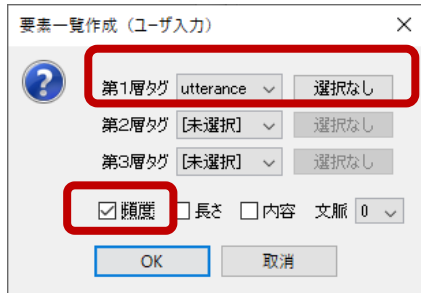 要素一覧作成（ユーザ入力）
第1層タグ utterance 選択なし
第2層タグ [未選択] 選択なし
第3層タグ [未選択] 選択なし
頻度 長さ 内容 文脈 0
OK 取消